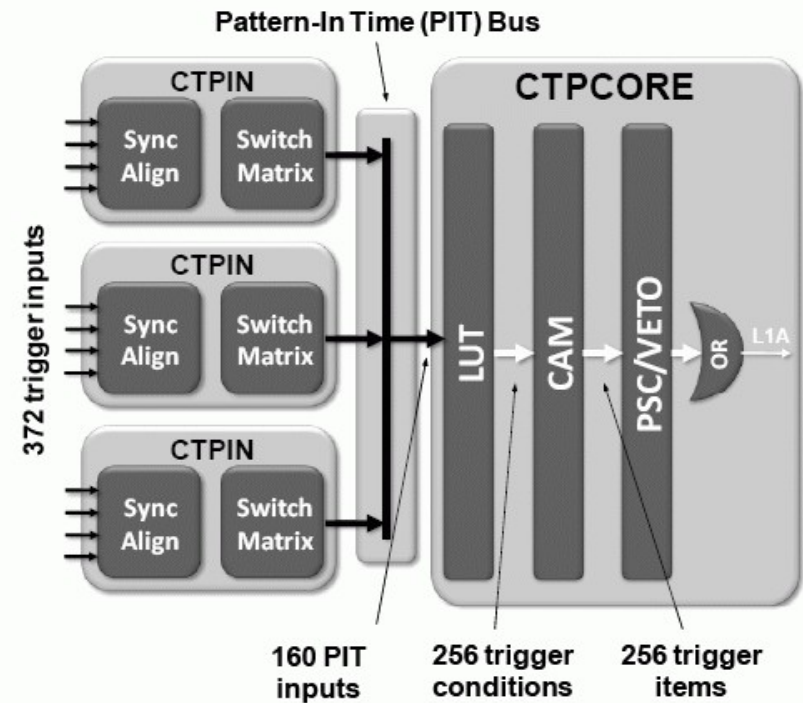 Pattern-In Time (PIT) Bus
CTPIN
Sync
Align
Switch
Matrix
CTPIN
Sync
Align
Switch
Matrix
CTPIN
Sync
Align
Switch
Matrix
372 trigger inputs
CTPCORE
LUT
CAM
PSC/VETO
OR
L1A
160 PIT
inputs
256 trigger
conditions
256 trigger
items